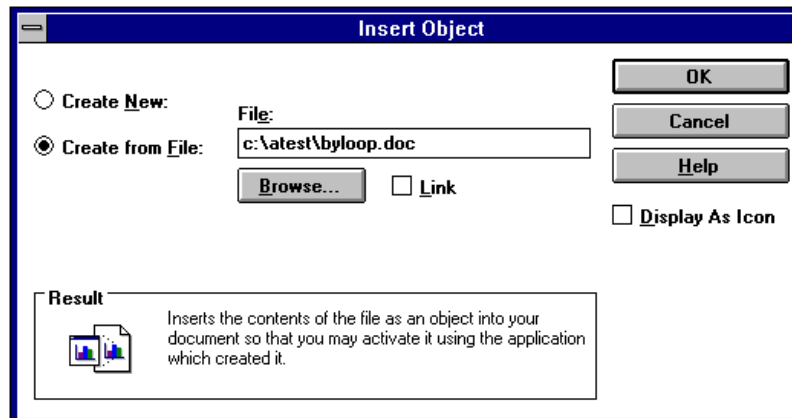 Insert Object
Create New:
File:
Create from File:
c:\atest\byloop.doc
Browse...
Link
OK
Cancel
Help
Display As Icon
Result
Inserts the contents of the file as an object into your
document so that you may activate it using the application
which created it.